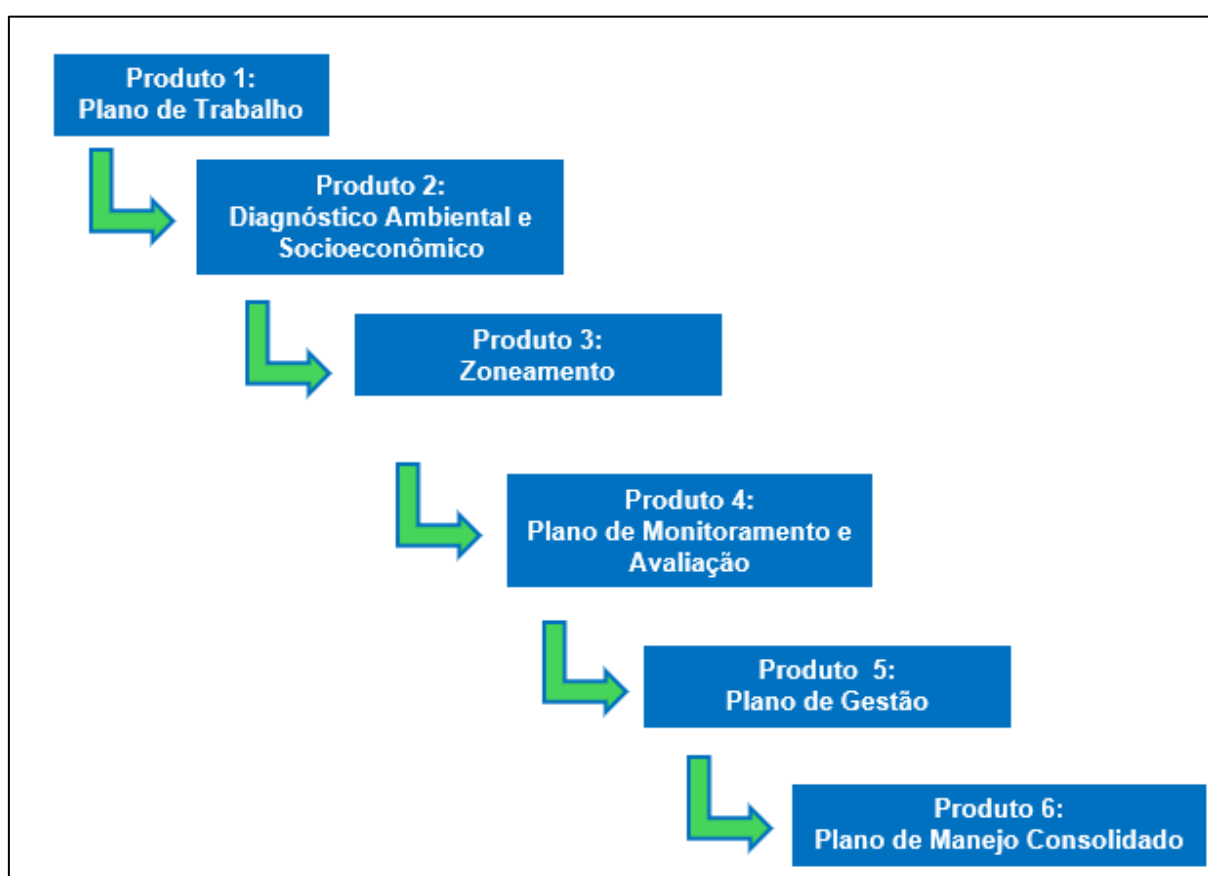 Produto 1:
Plano de Trabalho
Produto 2:
Diagnóstico Ambiental e
Socioeconômico
Produto 3:
Zoneamento
Produto 4:
Plano de Monitoramento e
Avaliação
Produto  5:
Plano de Gestão
Produto 6:
Plano de Manejo Consolidado